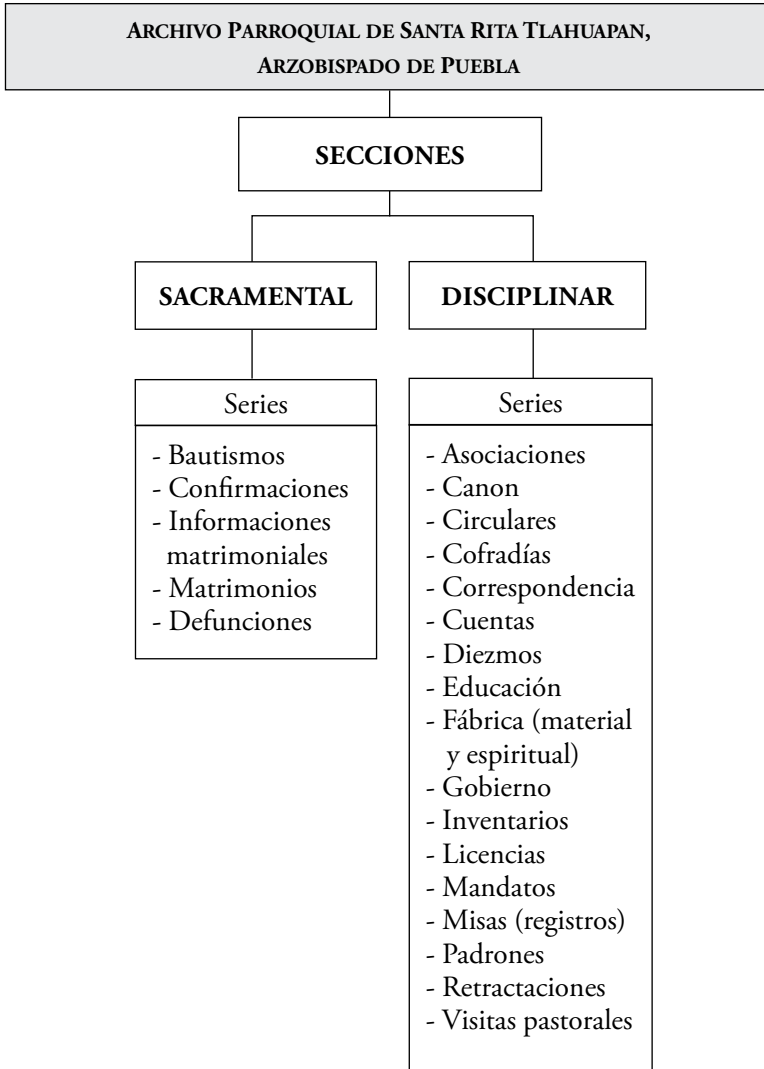 ARCHIVO PARROQUIAL DE SANTA RITA TLAHUAPAN,
ARZOBISPADO DE PUEBLA
SECCIONES
SACRAMENTAL
Series
- Bautismos
- Confirmaciones
- Informaciones
matrimoniales
- Matrimonios
- Defunciones
DISCIPLINAR
Series
- Asociaciones
- Canon
- Circulares
- Cofradías
- Correspondencia
- Cuentas
- Diezmos
- Educación
- Fábrica (material
y espiritual)
- Gobierno
- Inventarios
- Licencias
- Mandatos
- Misas (registros)
- Padrones
- Retractaciones
- Visitas pastorales